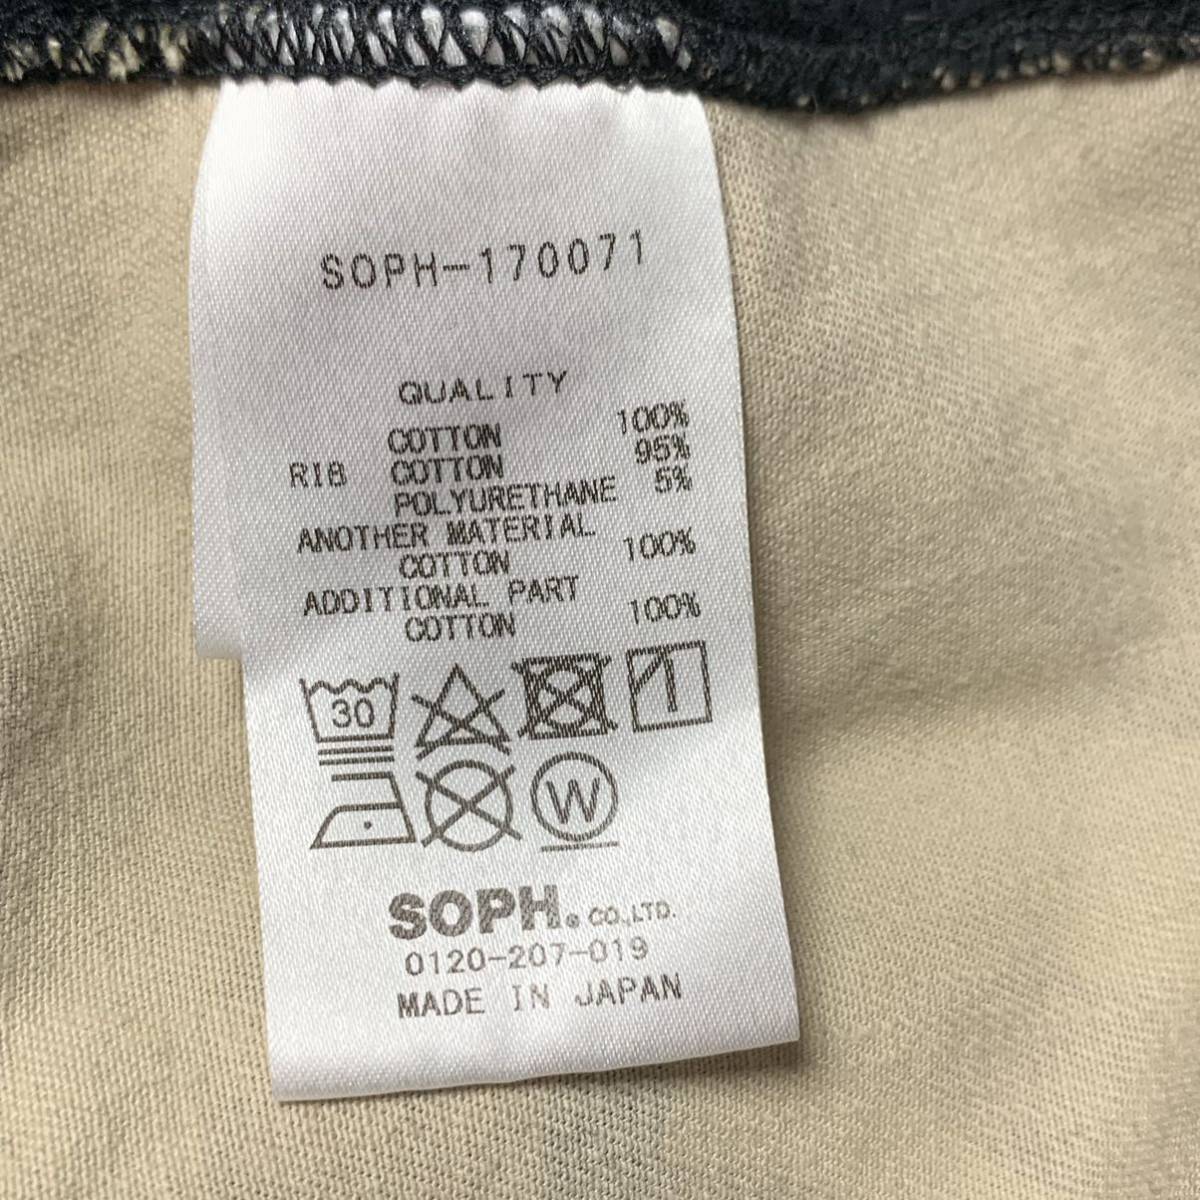 SOPH-170071
QUALITY
COTTON 100%
RIB COTTON 95%
POLYURETHANE 5%
ANOTHER MATERIAL
COTTON 100%
ADDITIONAL PART
COTTON 100%
30
W
SOPH.® CO.,LTD.
0120-207-019
MADE IN JAPAN